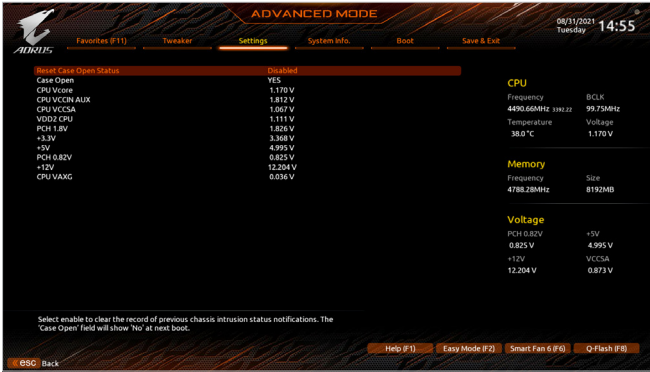 ADVANCED MODE
08/31/2021 Tuesday 14:55
AORUS
Favorites (F11) Tweaker Settings System Info. Boot Save & Exit
Reset Case Open Status Disabled
Case Open YES
CPU Vcore 1.170 V
CPU VCCIN AUX 1.812 V
CPU VCCSA 1.067 V
VDD2 CPU 1.111 V
PCH 1.8V 1.826 V
+3.3V 3.368 V
+5V 4.995 V
PCH 0.82V 0.825 V
+12V 12.204 V
CPU VAXG 0.036 V
CPU
Frequency BCLK
4490.66MHz 3392.22 99.75MHz
Temperature Voltage
38.0 °C 1.170 V
Memory
Frequency Size
4788.28MHz 8192MB
Voltage
PCH 0.82V +5V
0.825 V 4.995 V
+12V VCCSA
12.204 V 0.873 V
Select enable to clear the record of previous chassis intrusion status notifications. The
'Case Open' field will show 'No' at next boot.
Help (F1) Easy Mode (F2) Smart Fan 6 (F6) Q-Flash (F8)
esc Back